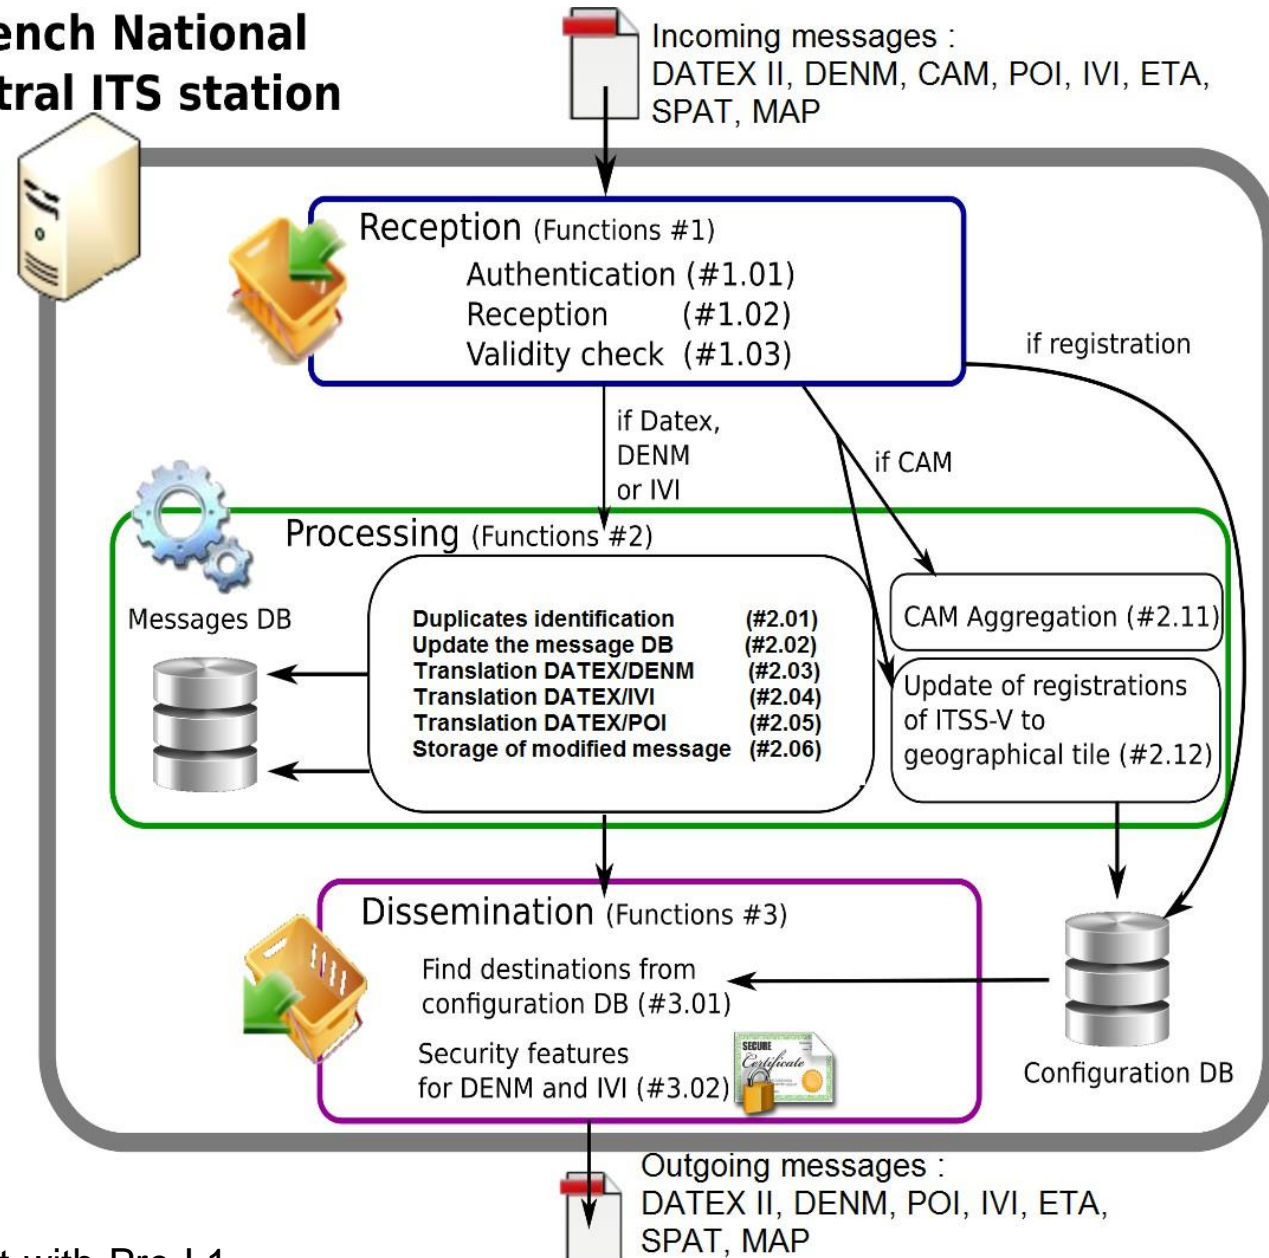 ench National
tral ITS station
Incoming messages :
DATEX II, DENM, CAM, POI, IVI, ETA,
SPAT, MAP
Reception (Functions #1)
Authentication (#1.01)
Reception (#1.02)
Validity check (#1.03)
if registration
if Datex,
DENM
or IVI
if CAM
Processing (Functions #2)
Messages DB
Duplicates identification (#2.01)
Update the message DB (#2.02)
Translation DATEX/DENM (#2.03)
Translation DATEX/IVI (#2.04)
Translation DATEX/POI (#2.05)
Storage of modified message (#2.06)
CAM Aggregation (#2.11)
Update of registrations
of ITSS-V to
geographical tile (#2.12)
Dissemination (Functions #3)
Find destinations from
configuration DB (#3.01)
Security features
for DENM and IVI (#3.02)
SECURE
Certificate
Configuration DB
Outgoing messages :
DATEX II, DENM, POI, IVI, ETA,
SPAT, MAP